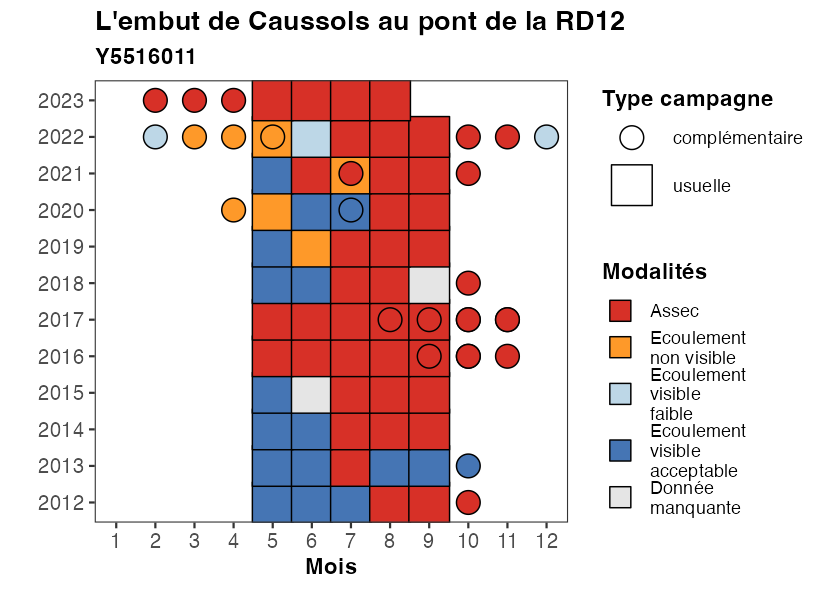 L'embut de Caussols au pont de la RD12
Y5516011
2023
2022
2021
2020
2019
2018
2017
2016
2015
2014
2013
2012
1 2 3 4 5 6 7 8 9 10 11 12
Mois
Type campagne
complémentaire
usuelle
Modalités
Assec
Ecoulement
non visible
Ecoulement
visible
faible
Ecoulement
visible
acceptable
Donnée
manquante